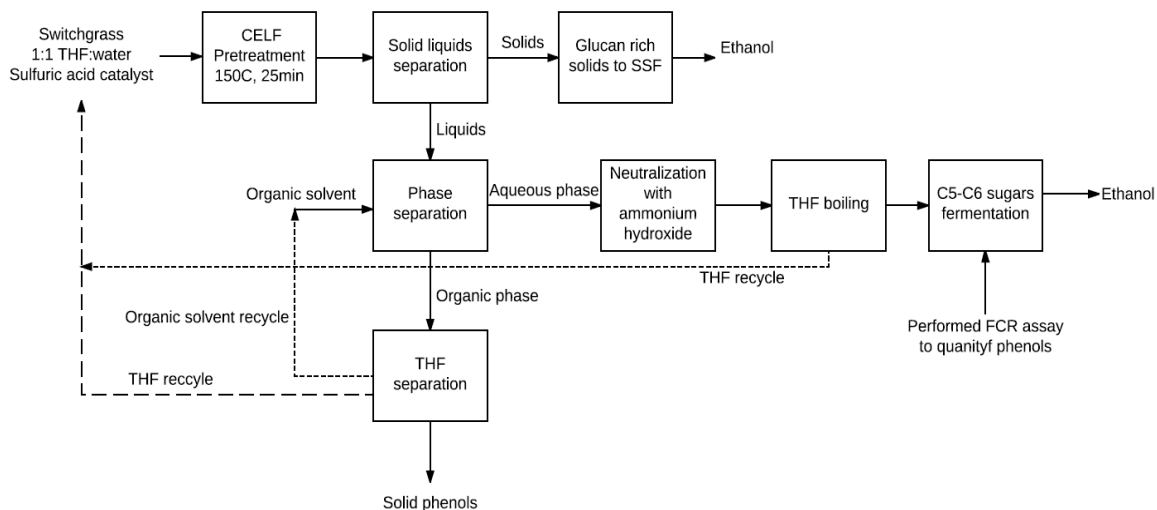 Switchgrass
1:1 THF:water
Sulfuric acid catalyst
CELF
Pretreatment
150C, 25min
Solid liquids
separation
Solids
Glucan rich
solids to SSF
Ethanol
Liquids
Organic solvent
Phase
separation
Aqueous phase
Neutralization
with
ammonium
hydroxide
THF boiling
C5-C6 sugars
fermentation
Ethanol
THF recycle
Organic phase
Organic solvent recycle
Performed FCR assay
to quanityf phenols
THF reccyle
THF
separation
Solid phenols